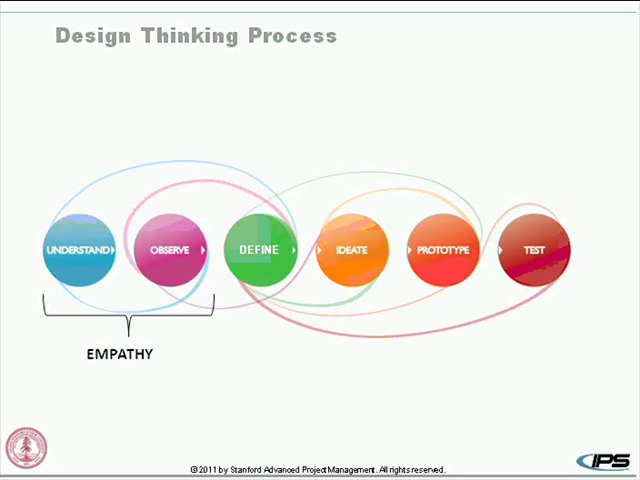 Design Thinking Process
UNDERSTAND
OBSERVE
DEFINE
IDEATE
PROTOTYPE
TEST
EMPATHY
© 2011 by Stanford Advanced Project Management. All rights reserved.
IPS